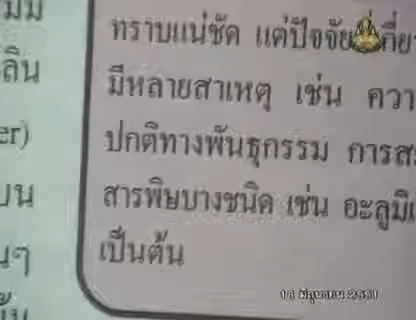 ทราบแน่ชัด แต่ปัจจัย
มีหลายสาเหตุ เช่น ควา
ปกติทางพันธุกรรม การส
สารพิษบางชนิด เช่น อะลูมิ
เป็นต้น
ลิน
er)
นๆ